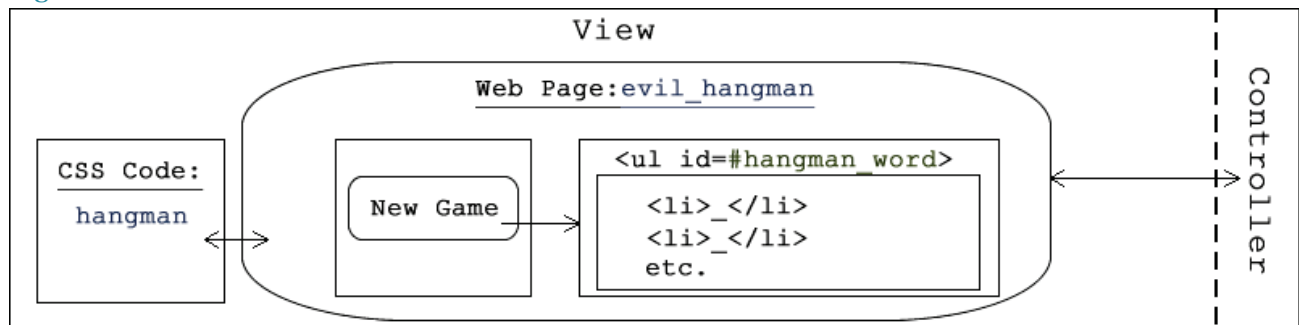 View
Web Page:evil_hangman
CSS Code:
hangman
New Game
<ul id=#hangman_word>
<li>_</li>
<li>_</li>
etc.
Controller